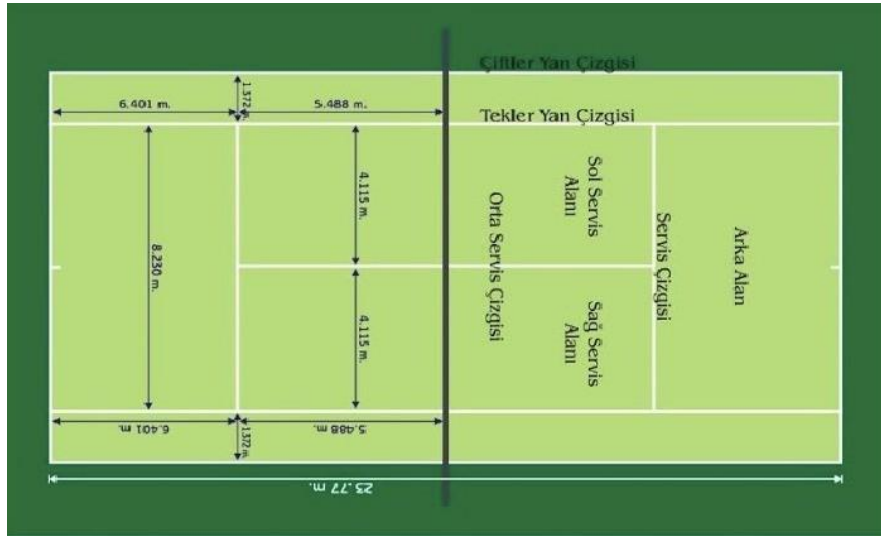 Çiftler Yan Çizgisi
6.401 m.
1.372 m.
5.488 m.
Tekler Yan Çizgisi
8.230 m.
4.115 m.
4.115 m.
Orta Servis Çizgisi
Sol Servis
Alanı
Sağ Servis
Alanı
Servis Çizgisi
Arka Alan
6.401 m.
1.372 m.
5.488 m.
23.77 m.